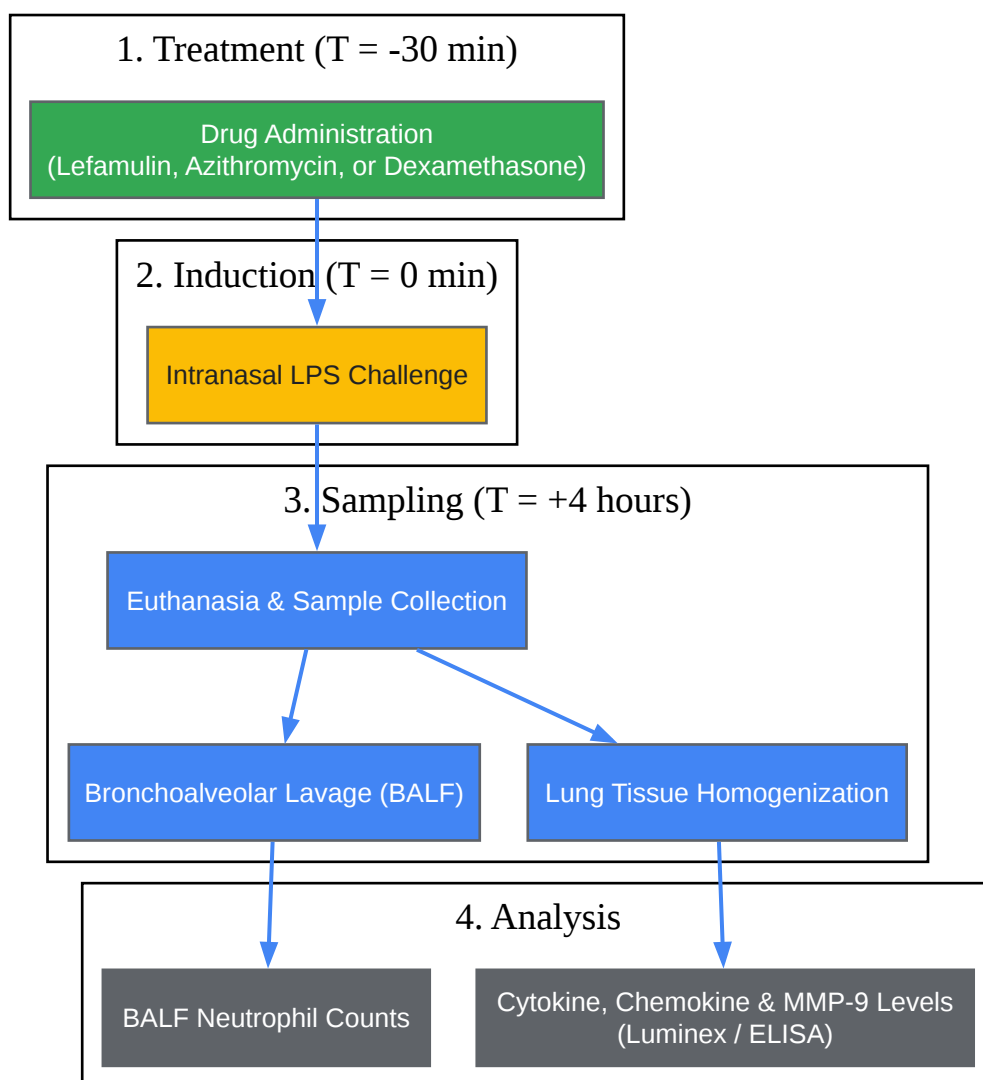 1. Treatment (T = -30 min)
Drug Administration
(Lefamulin, Azithromycin, or Dexamethasone)
2. Induction (T = 0 min)
Intranasal LPS Challenge
3. Sampling (T = +4 hours)
Euthanasia & Sample Collection
Bronchoalveolar Lavage (BALF)
Lung Tissue Homogenization
4. Analysis
BALF Neutrophil Counts
Cytokine, Chemokine & MMP-9 Levels
(Luminex / ELISA)